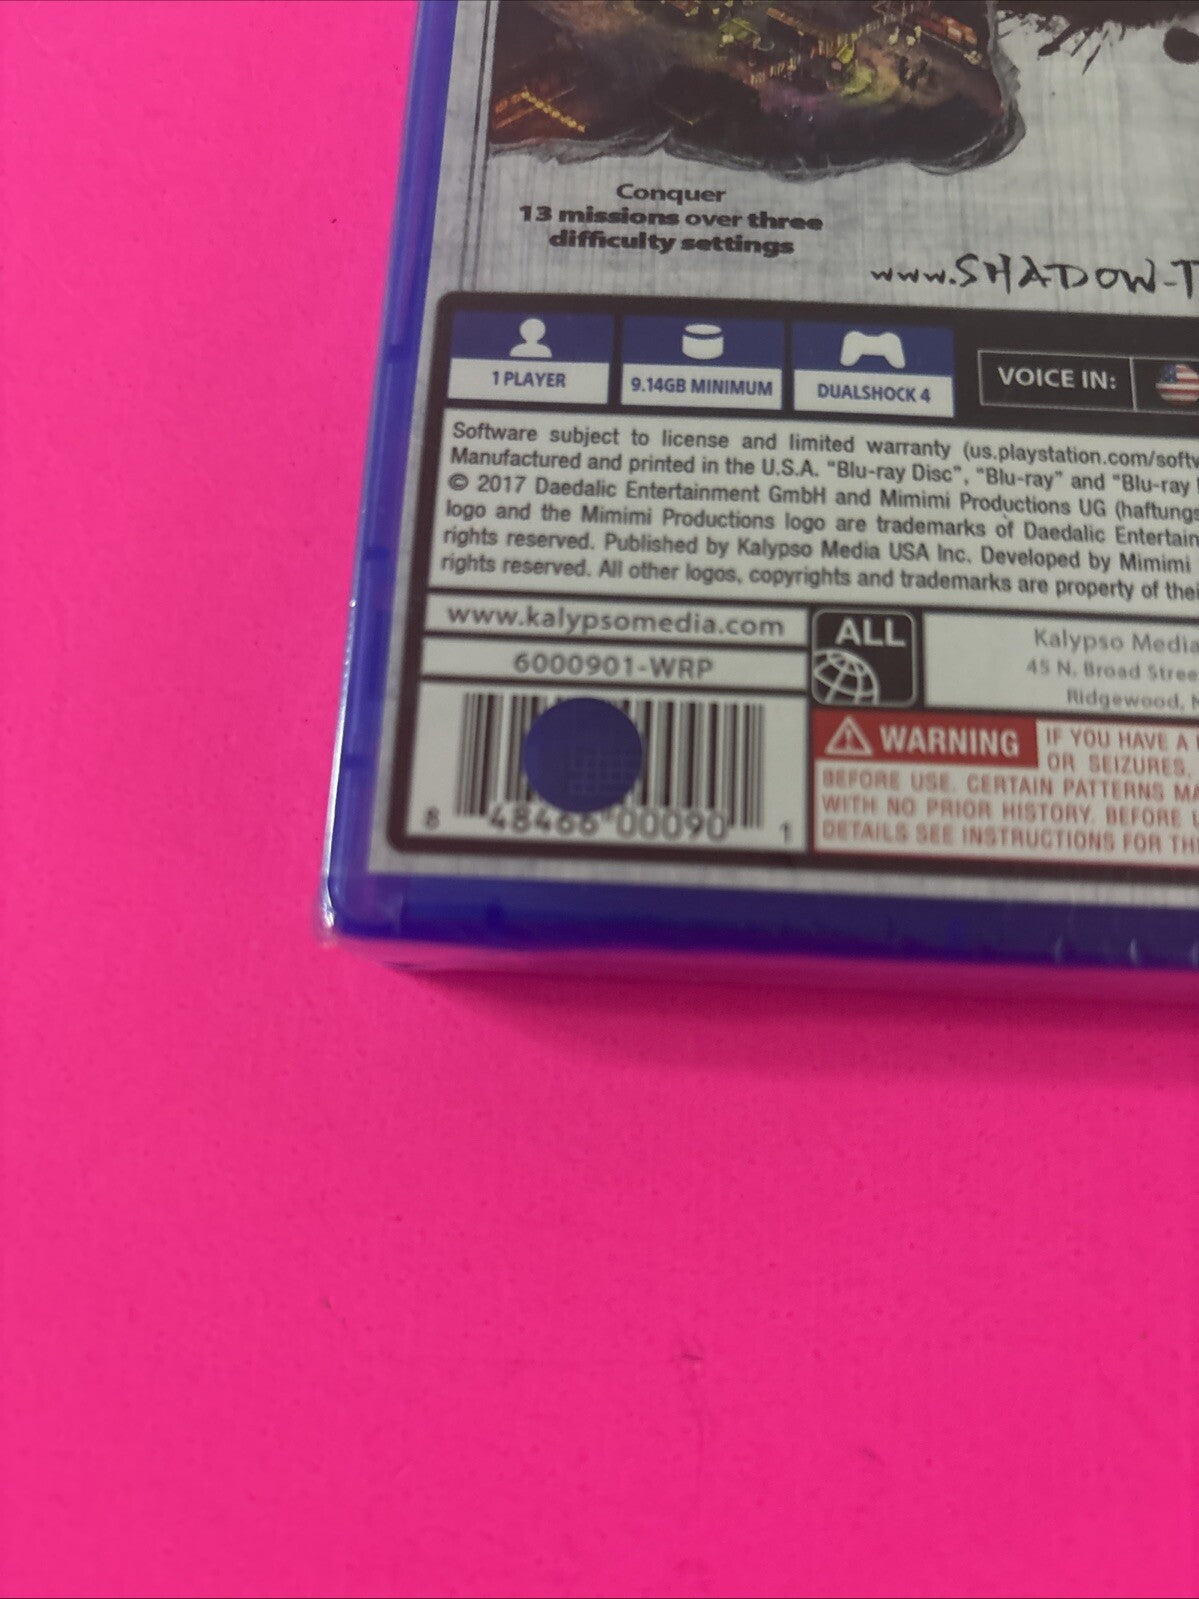 Conquer
13 missions over three
difficulty settings
www.SHADOW-T
1 PLAYER
9.14GB MINIMUM
DUALSHOCK 4
VOICE IN:
Software subject to license and limited warranty (us.playstation.com/softw
Manufactured and printed in the U.S.A. "Blu-ray Disc", "Blu-ray" and "Blu-ray
© 2017 Daedalic Entertainment GmbH and Mimimi Productions UG (haftungs
logo and the Mimimi Productions logo are trademarks of Daedalic Entertain
rights reserved. Published by Kalypso Media USA Inc. Developed by Mimimi
rights reserved. All other logos, copyrights and trademarks are property of thei
www.kalypsomedia.com
6000901-WRP
ALL
Kalypso Media
45 N. Broad Stree
Ridgewood, N
8 48466 00090 1
WARNING
IF YOU HAVE A
OR SEIZURES,
BEFORE USE. CERTAIN PATTERNS MA
WITH NO PRIOR HISTORY. BEFORE
DETAILS SEE INSTRUCTIONS FOR TH